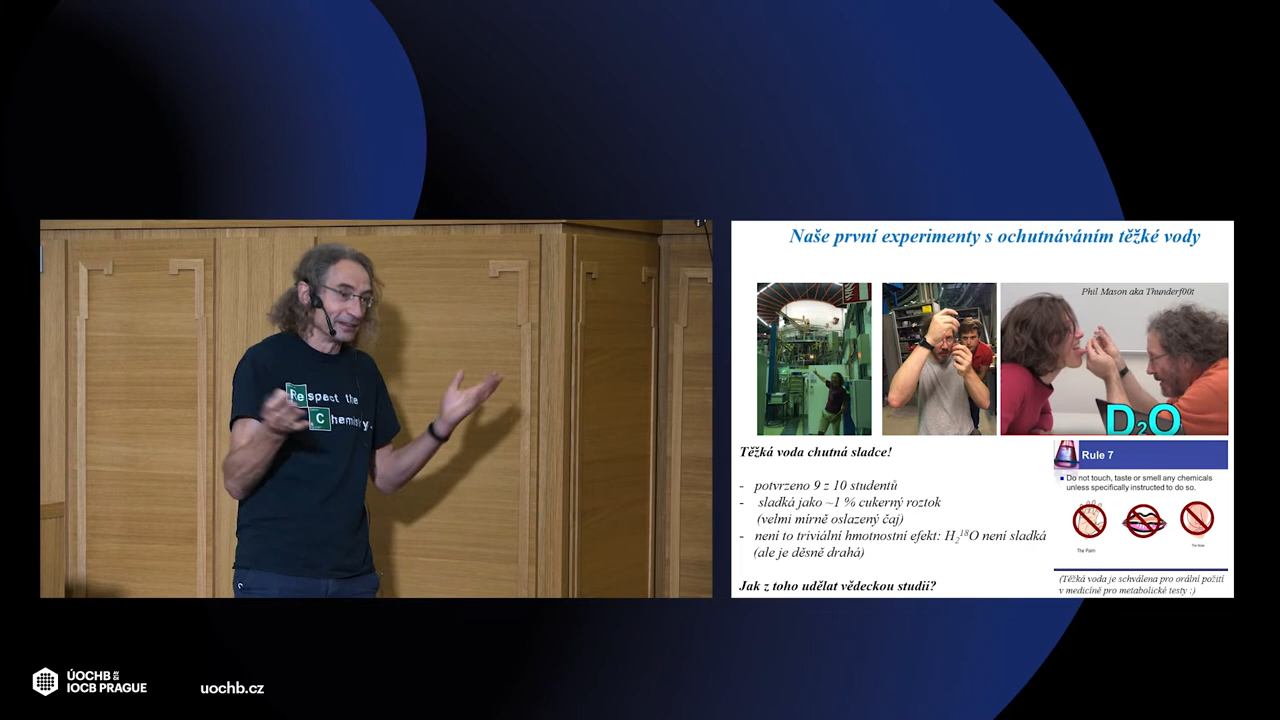 Respect the
Chemistry.
Naše první experimenty s ochutnáváním těžké vody
Phil Mason aka Thunderf00t
D₂O
Těžká voda chutná sladce!
- potvrzeno 9 z 10 studentů
- sladká jako ~1 % cukerný roztok
(velmi mírně oslazený čaj)
- není to triviální hmotnostní efekt: H₂¹⁸O není sladká
(ale je děsně drahá)
Jak z toho udělat vědeckou studii?
Rule 7
Do not touch, taste or smell any chemicals
unless specifically instructed to do so.
(Těžká voda je schválena pro orální požití
v medicíně pro metabolické testy :)
ÚOCHB
IOCB PRAGUE
uochb.cz